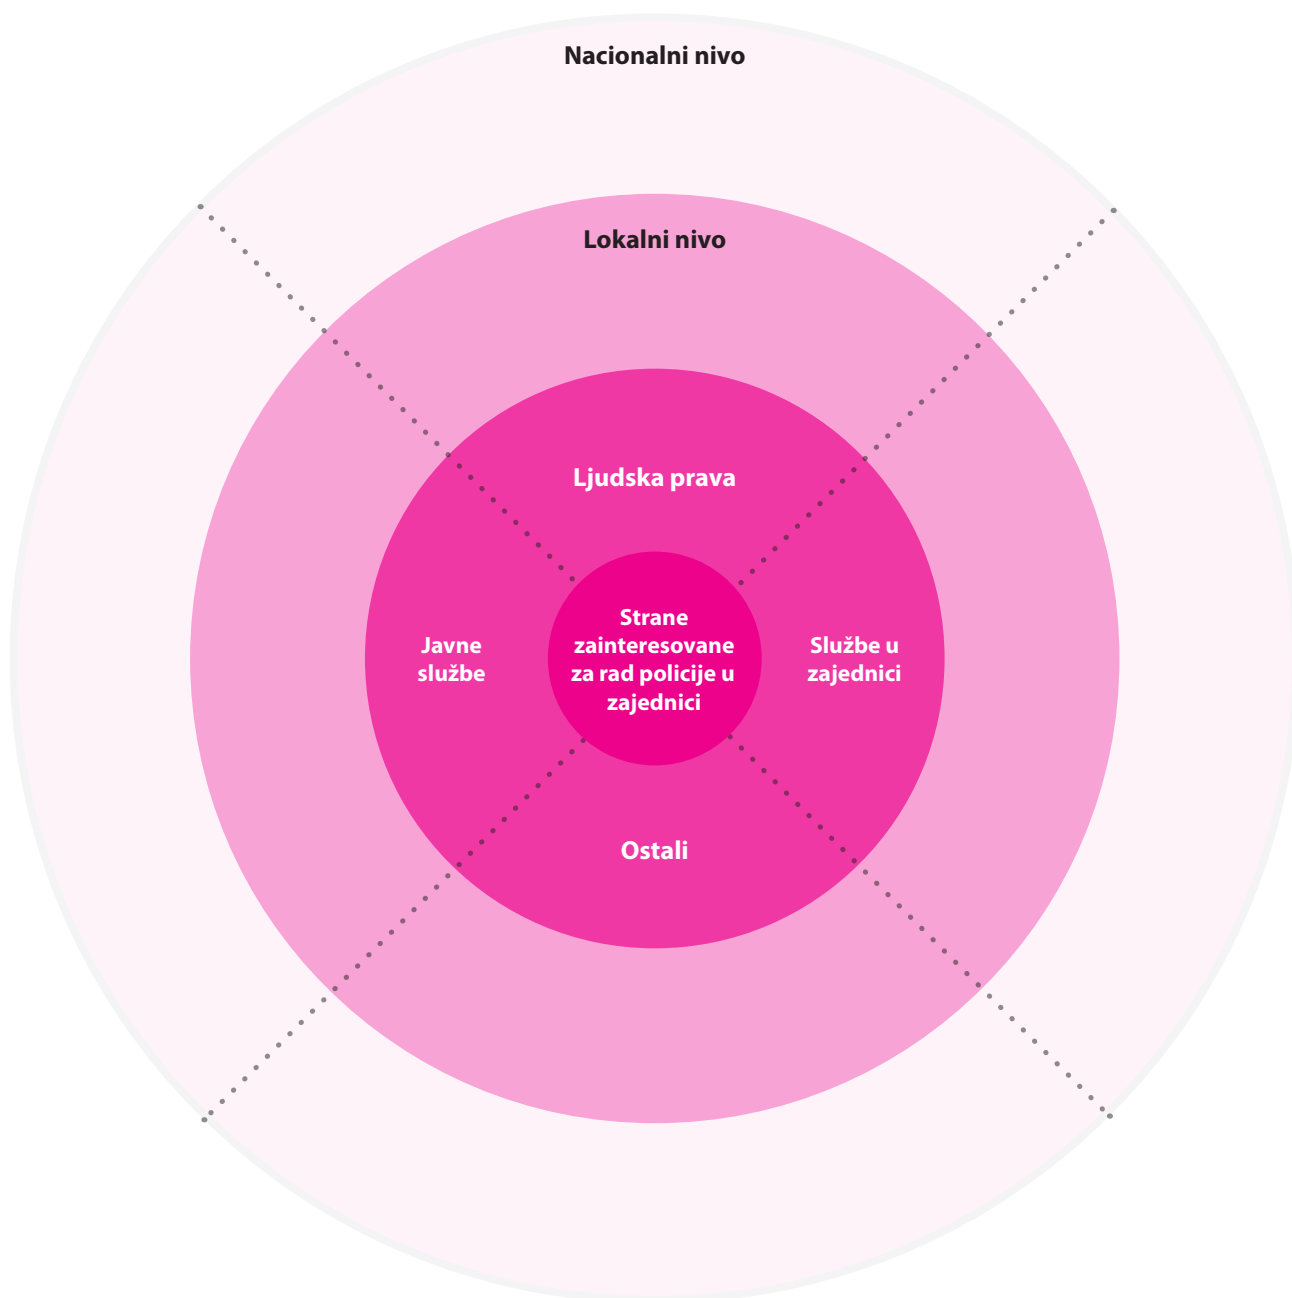 Nacionalni nivo
Lokalni nivo
Ljudska prava
Javne
službe
Strane
zainteresovane
za rad policije u
zajednici
Službe u
zajednici
Ostali